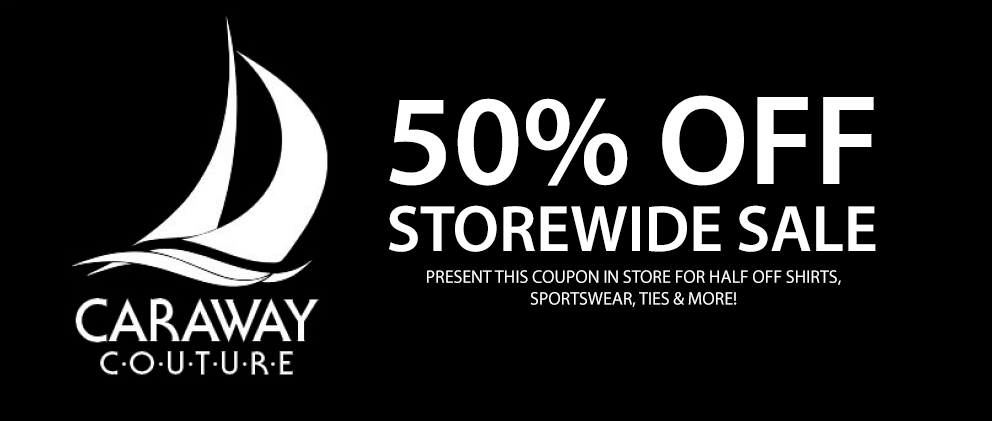 50% OFF
STOREWIDE SALE
PRESENT THIS COUPON IN STORE FOR HALF OFF SHIRTS,
SPORTSWEAR, TIES & MORE!
CARAWAY
C·O·U·T·U·R·E